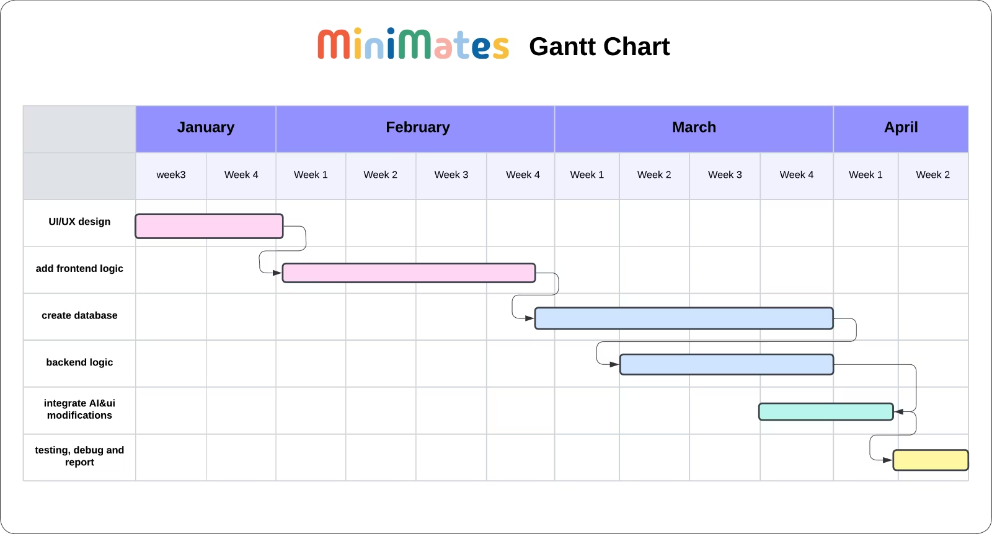 MiniMates Gantt Chart
January February March April
week3 Week 4 Week 1 Week 2 Week 3 Week 4 Week 1 Week 2 Week 3 Week 4 Week 1 Week 2
UI/UX design
add frontend logic
create database
backend logic
integrate AI&ui
modifications
testing, debug and
report